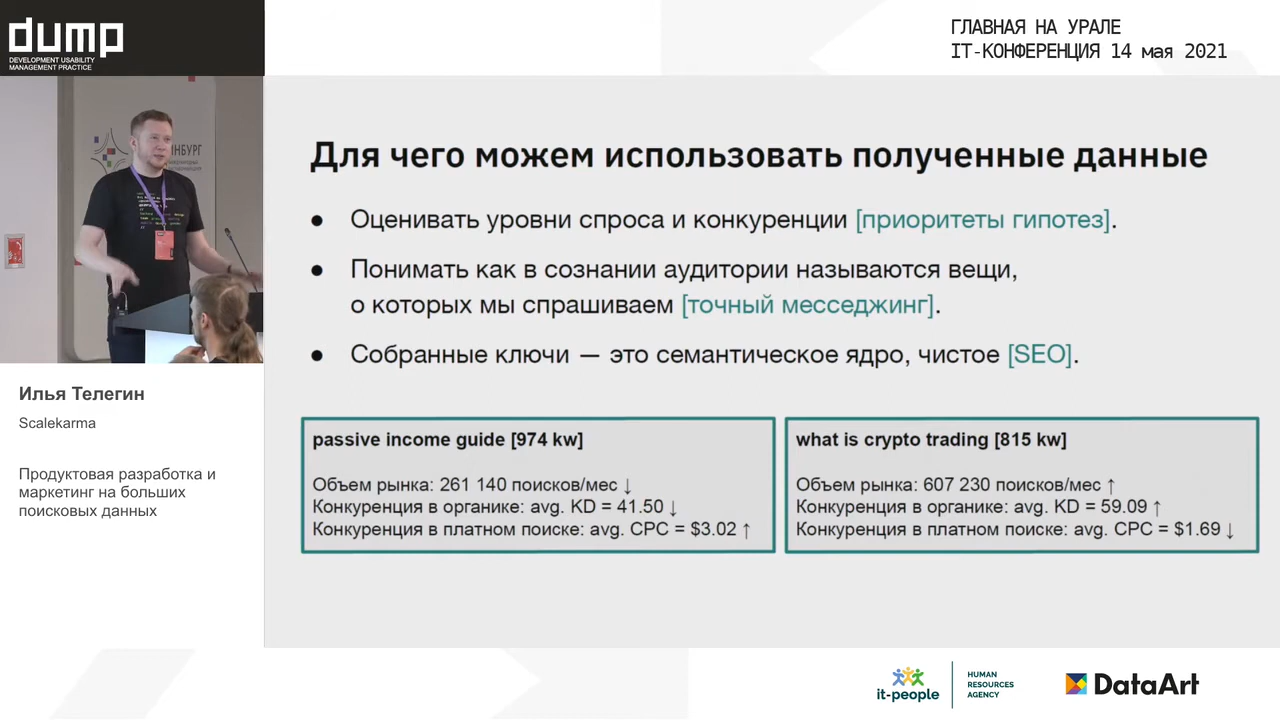 dump
DEVELOPMENT USABILITY
MANAGEMENT PRACTICE
ГЛАВНАЯ НА УРАЛЕ
IT-КОНФЕРЕНЦИЯ 14 мая 2021
Илья Телегин
Scalekarma
Продуктовая разработка и
маркетинг на больших
поисковых данных
Для чего можем использовать полученные данные
● Оценивать уровни спроса и конкуренции [приоритеты гипотез].
● Понимать как в сознании аудитории называются вещи,
о которых мы спрашиваем [точный месседжинг].
● Собранные ключи — это семантическое ядро, чистое [SEO].
passive income guide [974 kw]
Объем рынка: 261 140 поисков/мес ↓
Конкуренция в органике: avg. KD = 41.50 ↓
Конкуренция в платном поиске: avg. CPC = $3.02 ↑
what is crypto trading [815 kw]
Объем рынка: 607 230 поисков/мес ↑
Конкуренция в органике: avg. KD = 59.09 ↑
Конкуренция в платном поиске: avg. CPC = $1.69 ↓
it-people
HUMAN
RESOURCES
AGENCY
DataArt